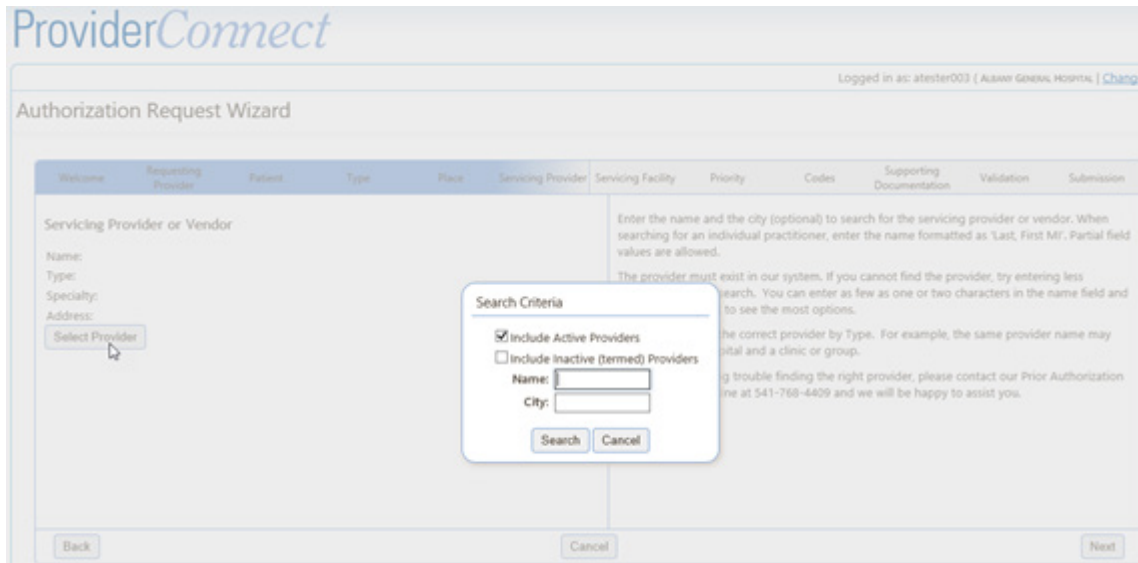 ProviderConnect
Logged in as: atester003 ( ALBANY GENERAL HOSPITAL | Chang
Authorization Request Wizard
Welcome
Requesting
Provider
Patient
Type
Place
Servicing Provider
Servicing Facility
Priority
Codes
Supporting
Documentation
Validation
Submission
Servicing Provider or Vendor
Name:
Type:
Specialty:
Address:
Select Provider
Enter the name and the city (optional) to search for the servicing provider or vendor. When
searching for an individual practitioner, enter the name formatted as 'Last, First MI'. Partial field
values are allowed.
The provider must exist in our system. If you cannot find the provider, try entering less
search. You can enter as few as one or two characters in the name field and
to see the most options.
he correct provider by Type. For example, the same provider name may
pital and a clinic or group.
g trouble finding the right provider, please contact our Prior Authorization
ne at 541-768-4409 and we will be happy to assist you.
Search Criteria
Include Active Providers
Include Inactive (termed) Providers
Name:
City:
Search
Cancel
Back
Cancel
Next